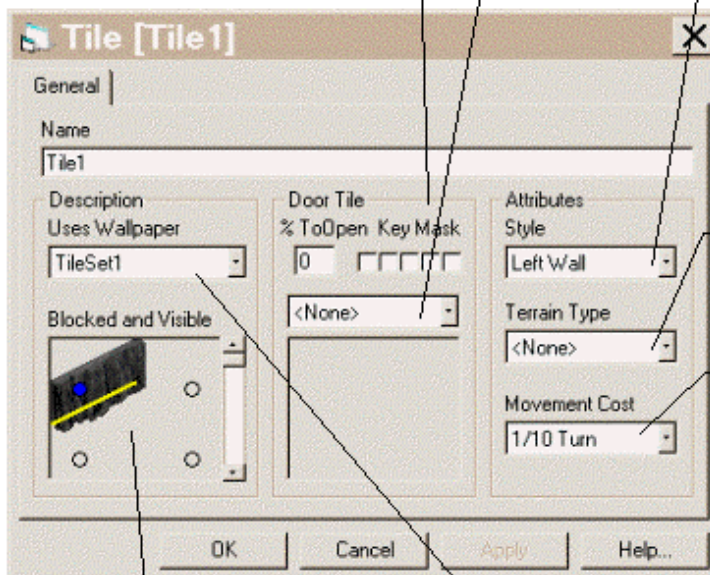 Tile [Tile1]
General
Name
Tile1
Description
Uses Wallpaper
TileSet1
Blocked and Visible
Door Tile
% ToOpen Key Mask
0
<None>
Attributes
Style
Left Wall
Terrain Type
<None>
Movement Cost
1/10 Turn
OK Cancel Apply Help...